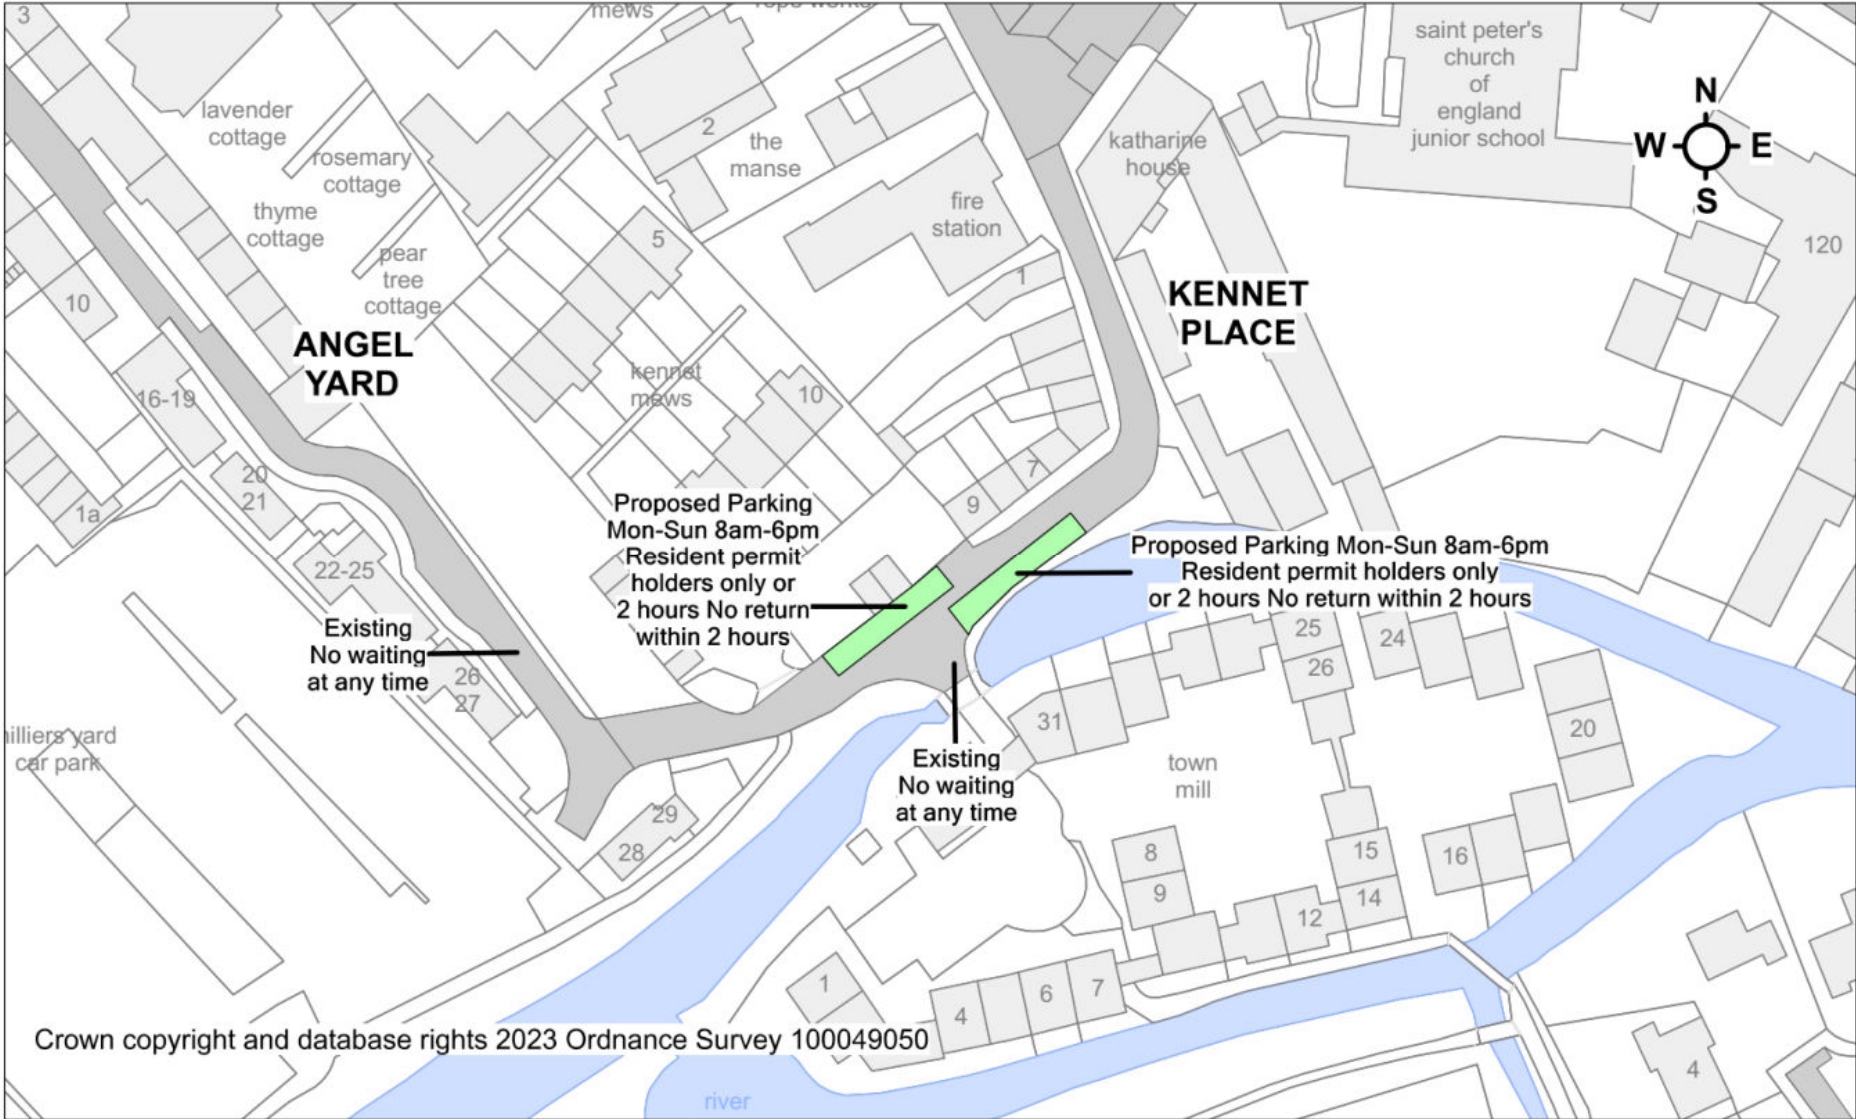 3
mews
lavender
cottage
rosemary
cottage
thyme
cottage
pear
tree
cottage
2
the
manse
fire
station
katharine
house
saint peter's
church
of
england
junior school
N
W
E
S
120
5
1
10
KENNET
PLACE
ANGEL
YARD
16-19
kennet
mews
10
20
21
1a
7
9
Proposed Parking
Mon-Sun 8am-6pm
Resident permit
holders only or
2 hours No return
within 2 hours
Proposed Parking Mon-Sun 8am-6pm
Resident permit holders only
or 2 hours No return within 2 hours
22-25
Existing
No waiting
at any time
26
27
25
26
24
31
20
car park
yard
Existing
No waiting
at any time
town
mill
29
28
8
9
15
14
16
12
1
4
6
7
4
Crown copyright and database rights 2023 Ordnance Survey 100049050
river